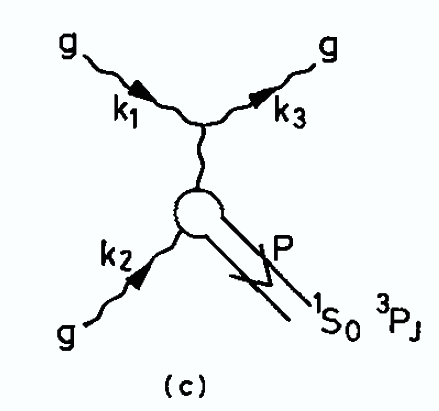 g g
k₁ k₃
k₂ P
g ¹S₀ ³Pⱼ
(c)